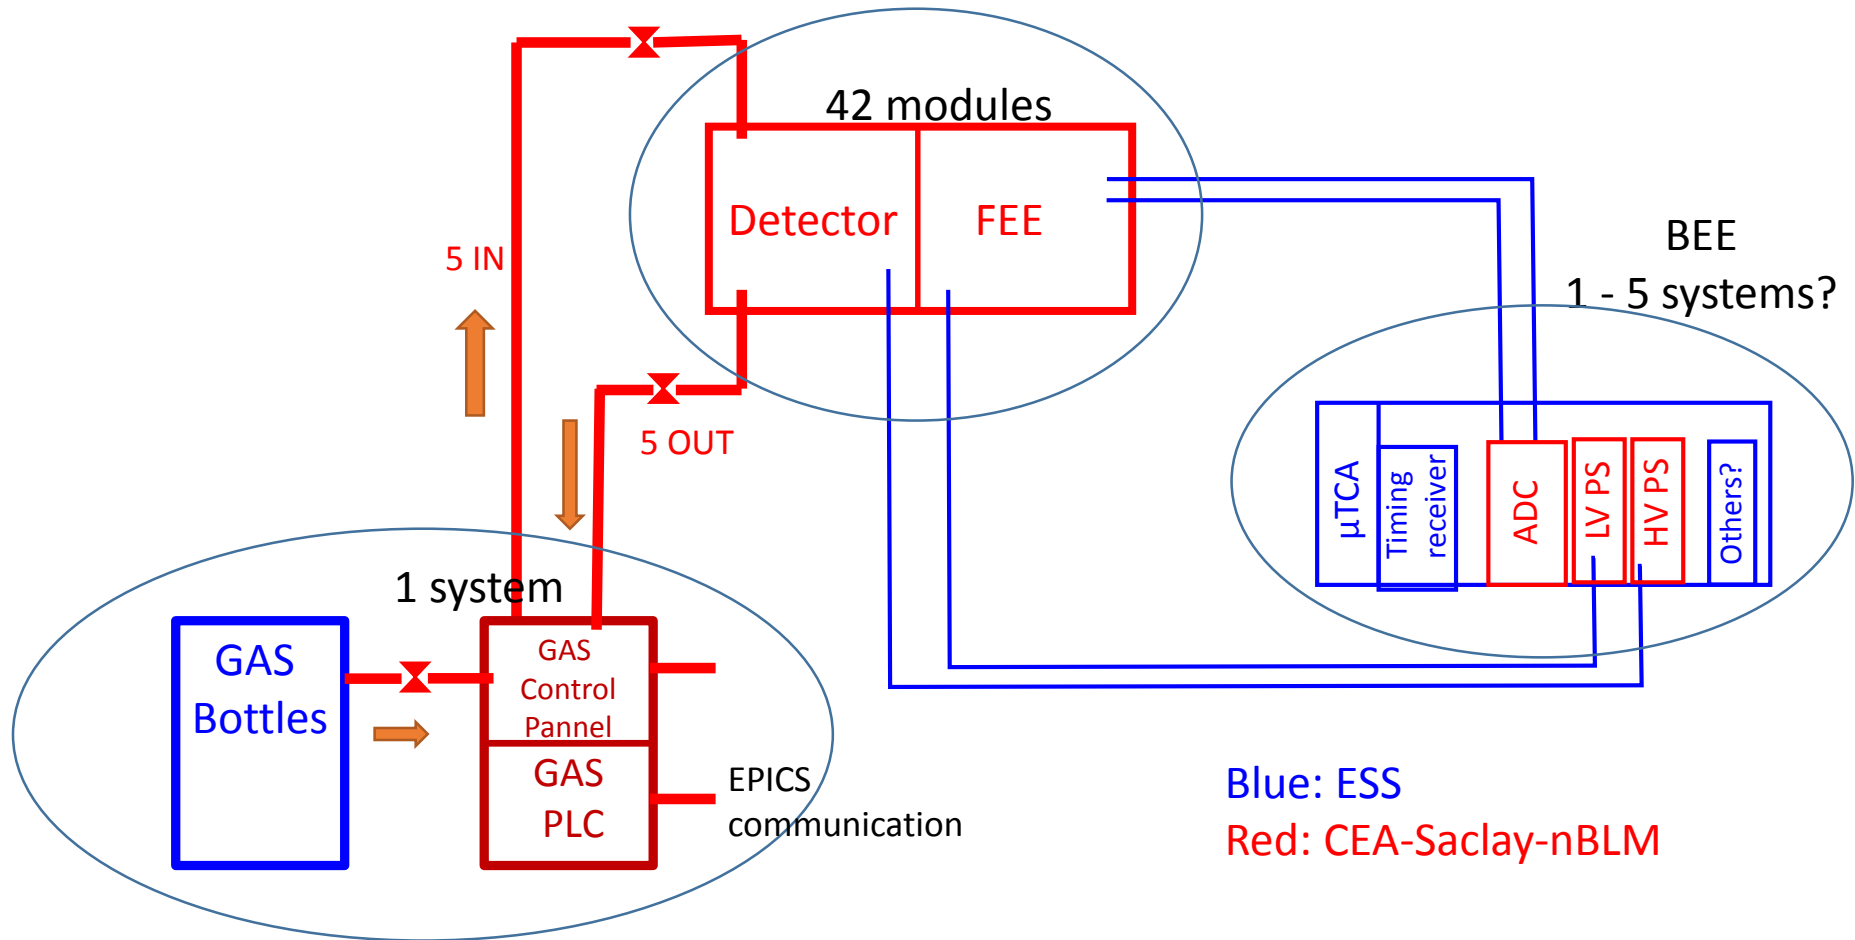 42 modules
Detector
FEE
5 IN
5 OUT
BEE
1 - 5 systems?
µTCA
Timing
receiver
ADC
LV PS
HV PS
Others?
1 system
GAS
Bottles
GAS
Control
Pannel
GAS
PLC
EPICS
communication
Blue: ESS
Red: CEA-Saclay-nBLM